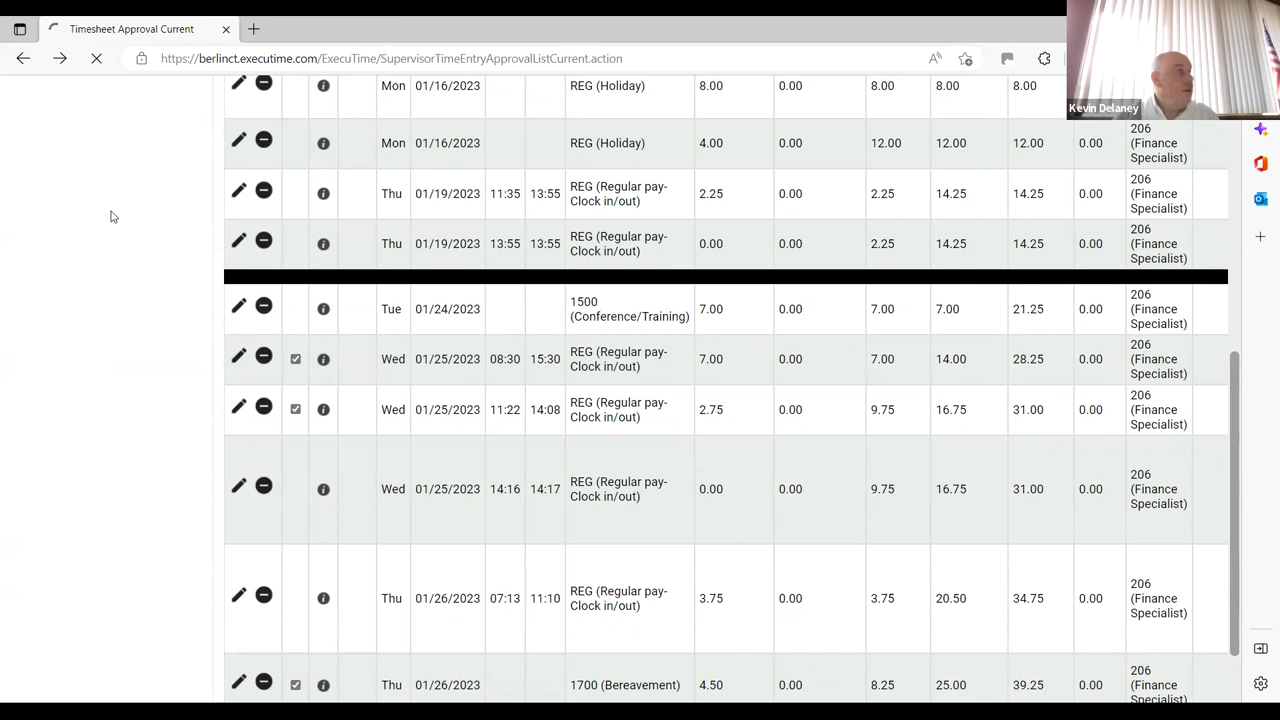 Timesheet Approval Current
https://berlinct.executime.com/ExecuTime/SupervisorTimeEntryApprovalListCurrent.action
Kevin Delaney
Mon 01/16/2023 REG (Holiday) 8.00 0.00 8.00 8.00 8.00
Mon 01/16/2023 REG (Holiday) 4.00 0.00 12.00 12.00 12.00 0.00 206 (Finance Specialist)
Thu 01/19/2023 11:35 13:55 REG (Regular pay-Clock in/out) 2.25 0.00 2.25 14.25 14.25 0.00 206 (Finance Specialist)
Thu 01/19/2023 13:55 13:55 REG (Regular pay-Clock in/out) 0.00 0.00 2.25 14.25 14.25 0.00 206 (Finance Specialist)
Tue 01/24/2023 1500 (Conference/Training) 7.00 0.00 7.00 7.00 21.25 0.00 206 (Finance Specialist)
Wed 01/25/2023 08:30 15:30 REG (Regular pay-Clock in/out) 7.00 0.00 7.00 14.00 28.25 0.00 206 (Finance Specialist)
Wed 01/25/2023 11:22 14:08 REG (Regular pay-Clock in/out) 2.75 0.00 9.75 16.75 31.00 0.00 206 (Finance Specialist)
Wed 01/25/2023 14:16 14:17 REG (Regular pay-Clock in/out) 0.00 0.00 9.75 16.75 31.00 0.00 206 (Finance Specialist)
Thu 01/26/2023 07:13 11:10 REG (Regular pay-Clock in/out) 3.75 0.00 3.75 20.50 34.75 0.00 206 (Finance Specialist)
Thu 01/26/2023 1700 (Bereavement) 4.50 0.00 8.25 25.00 39.25 0.00 206 (Finance Specialist)